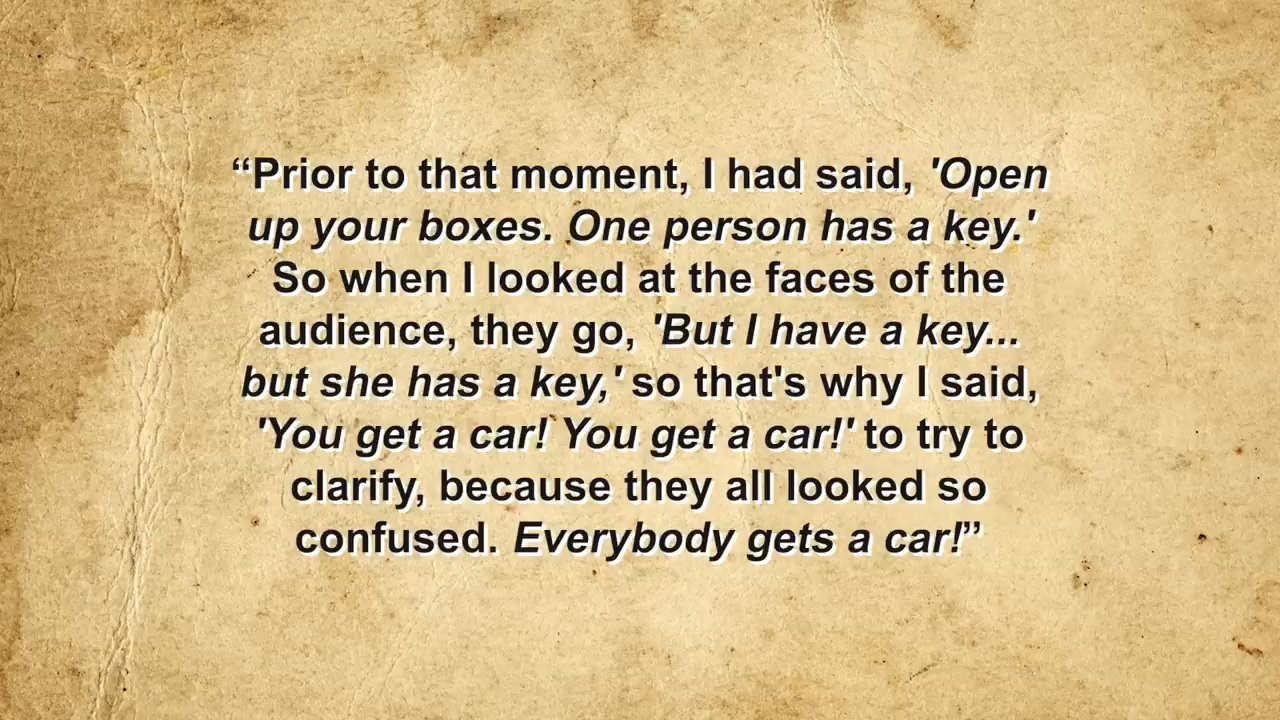 “Prior to that moment, I had said, 'Open
up your boxes. One person has a key.'
So when I looked at the faces of the
audience, they go, 'But I have a key...
but she has a key,' so that's why I said,
'You get a car! You get a car!' to try to
clarify, because they all looked so
confused. Everybody gets a car!”